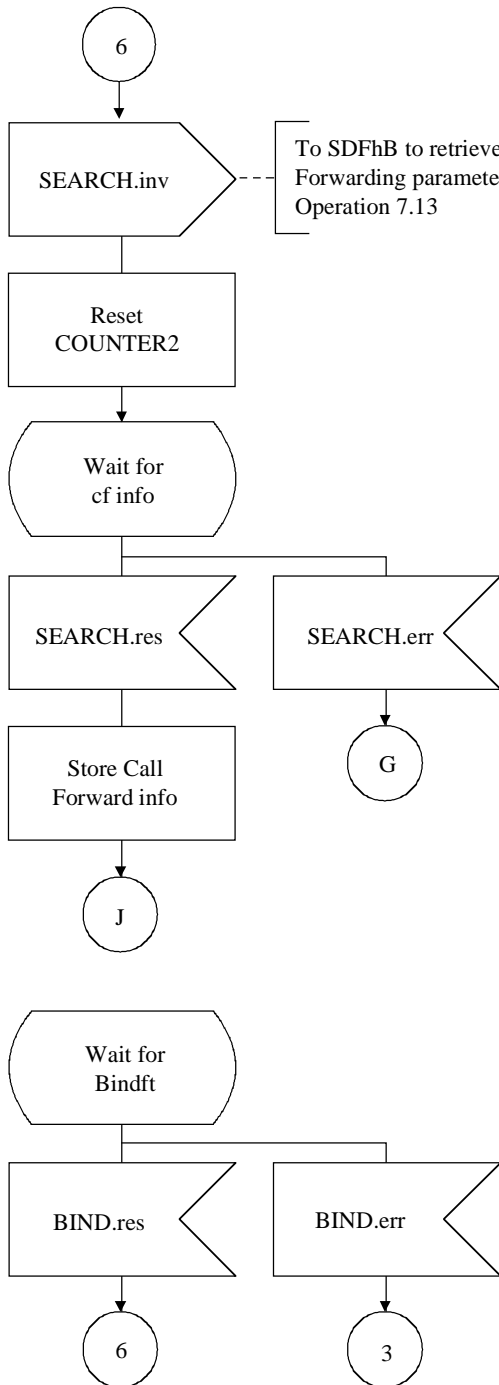 6
SEARCH.inv
To SDFhB to retrieve
Forwarding paramete
Operation 7.13
Reset
COUNTER2
Wait for
cf info
SEARCH.res
SEARCH.err
Store Call
Forward info
G
J
Wait for
Bindft
BIND.res
BIND.err
6
3